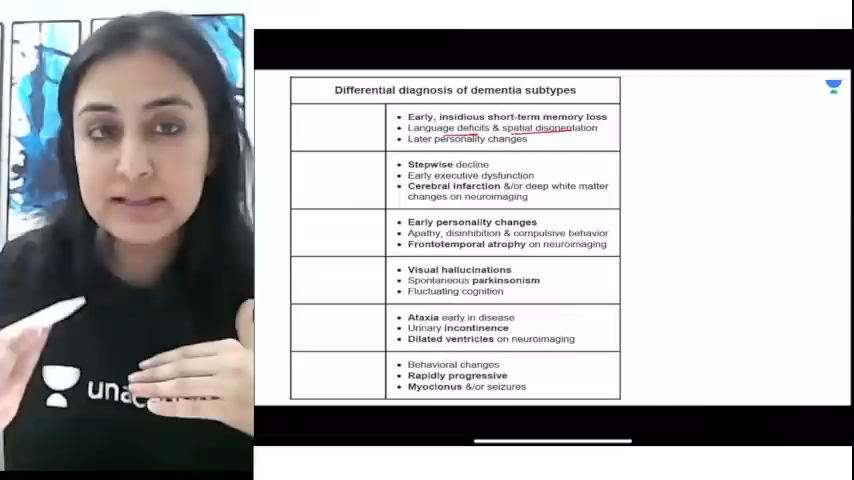 Differential diagnosis of dementia subtypes
• Early, insidious short-term memory loss
• Language deficits & spatial disorientation
• Later personality changes
• Stepwise decline
• Early executive dysfunction
• Cerebral infarction &/or deep white matter
changes on neuroimaging
• Early personality changes
• Apathy, disinhibition & compulsive behavior
• Frontotemporal atrophy on neuroimaging
• Visual hallucinations
• Spontaneous parkinsonism
• Fluctuating cognition
• Ataxia early in disease
• Urinary incontinence
• Dilated ventricles on neuroimaging
• Behavioral changes
• Rapidly progressive
• Myoclonus &/or seizures